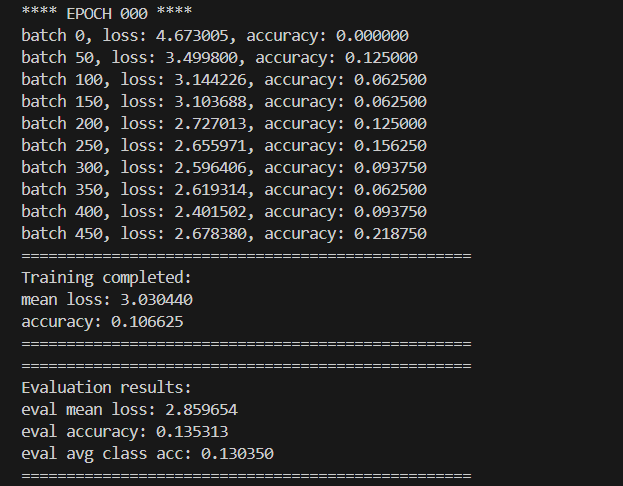 **** EPOCH 000 ****
batch 0, loss: 4.673005, accuracy: 0.000000
batch 50, loss: 3.499800, accuracy: 0.125000
batch 100, loss: 3.144226, accuracy: 0.062500
batch 150, loss: 3.103688, accuracy: 0.062500
batch 200, loss: 2.727013, accuracy: 0.125000
batch 250, loss: 2.655971, accuracy: 0.156250
batch 300, loss: 2.596406, accuracy: 0.093750
batch 350, loss: 2.619314, accuracy: 0.062500
batch 400, loss: 2.401502, accuracy: 0.093750
batch 450, loss: 2.678380, accuracy: 0.218750
==================================================
Training completed:
mean loss: 3.030440
accuracy: 0.106625
==================================================
==================================================
Evaluation results:
eval mean loss: 2.859654
eval accuracy: 0.135313
eval avg class acc: 0.130350
==================================================